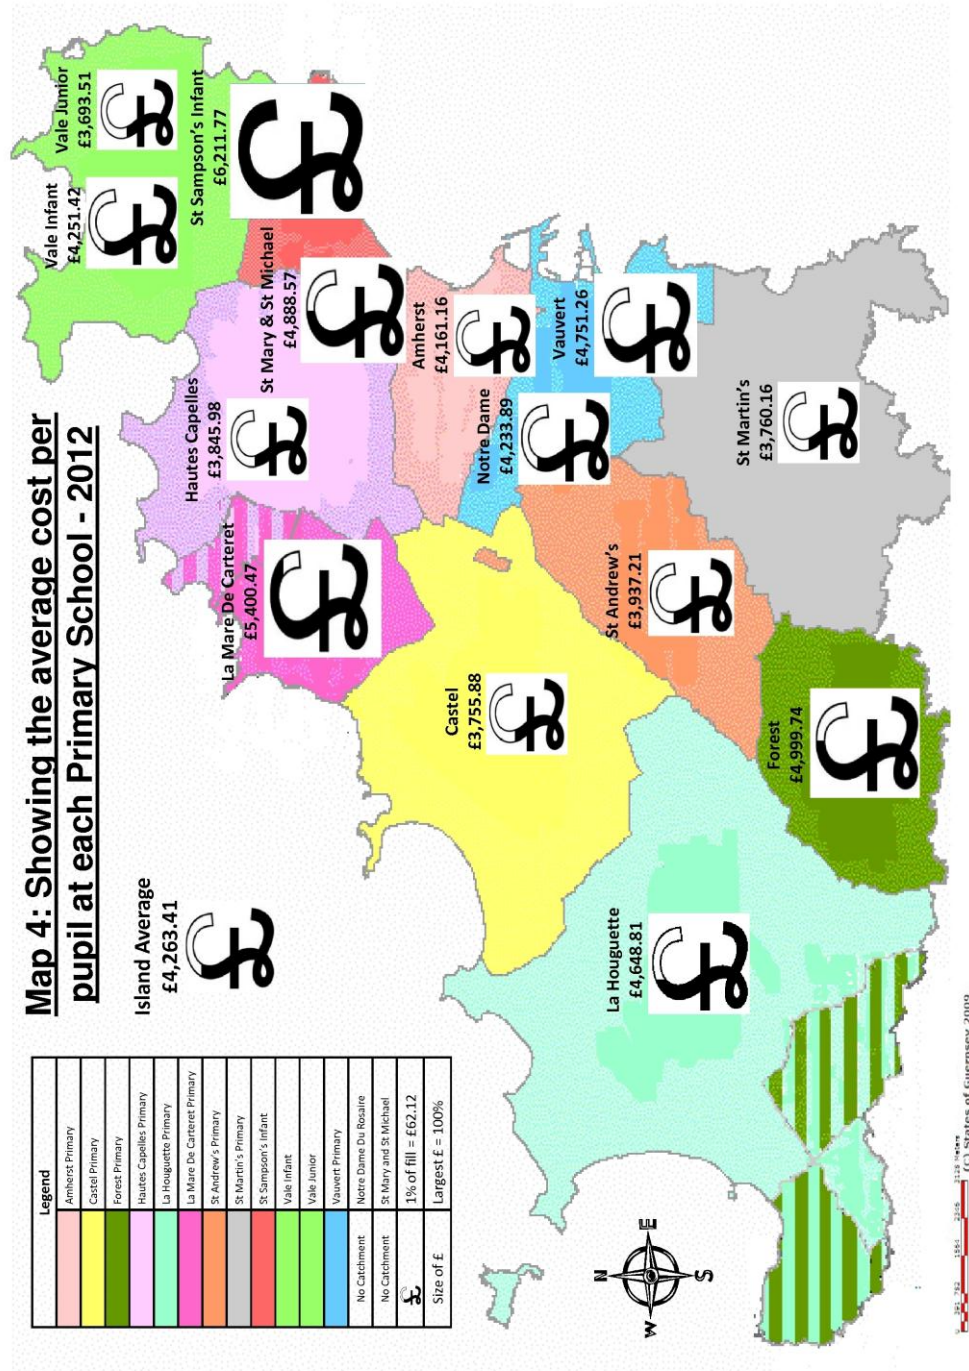 Map 4: Showing the average cost per
pupil at each Primary School - 2012
Island Average
£4,263.41
Vale Infant
£4,251.42
Vale Junior
£3,693.51
St Sampson's Infant
£6,211.77
Hautes Capelles
£3,845.98
St Mary & St Michael
£4,888.57
La Mare De Carteret
£5,400.47
Amherst
£4,161.16
Notre Dame
£4,233.89
Vauvert
£4,751.26
Castel
£3,755.88
St Andrew's
£3,937.21
St Martin's
£3,760.16
La Houguette
£4,648.81
Forest
£4,999.74
Legend
Amherst Primary
Castel Primary
Forest Primary
Hautes Capelles Primary
La Houguette Primary
La Mare De Carteret Primary
St Andrew's Primary
St Martin's Primary
St Sampson's Infant
Vale Infant
Vale Junior
Vauvert Primary
No Catchment Notre Dame Du Rosaire
No Catchment St Mary and St Michael
£ 1% of fill = £62.12
Size of £ Largest £ = 100%
N
W E
S
0 391 782 1564 2346 3128 Meters
(C) States of Guernsey 2009